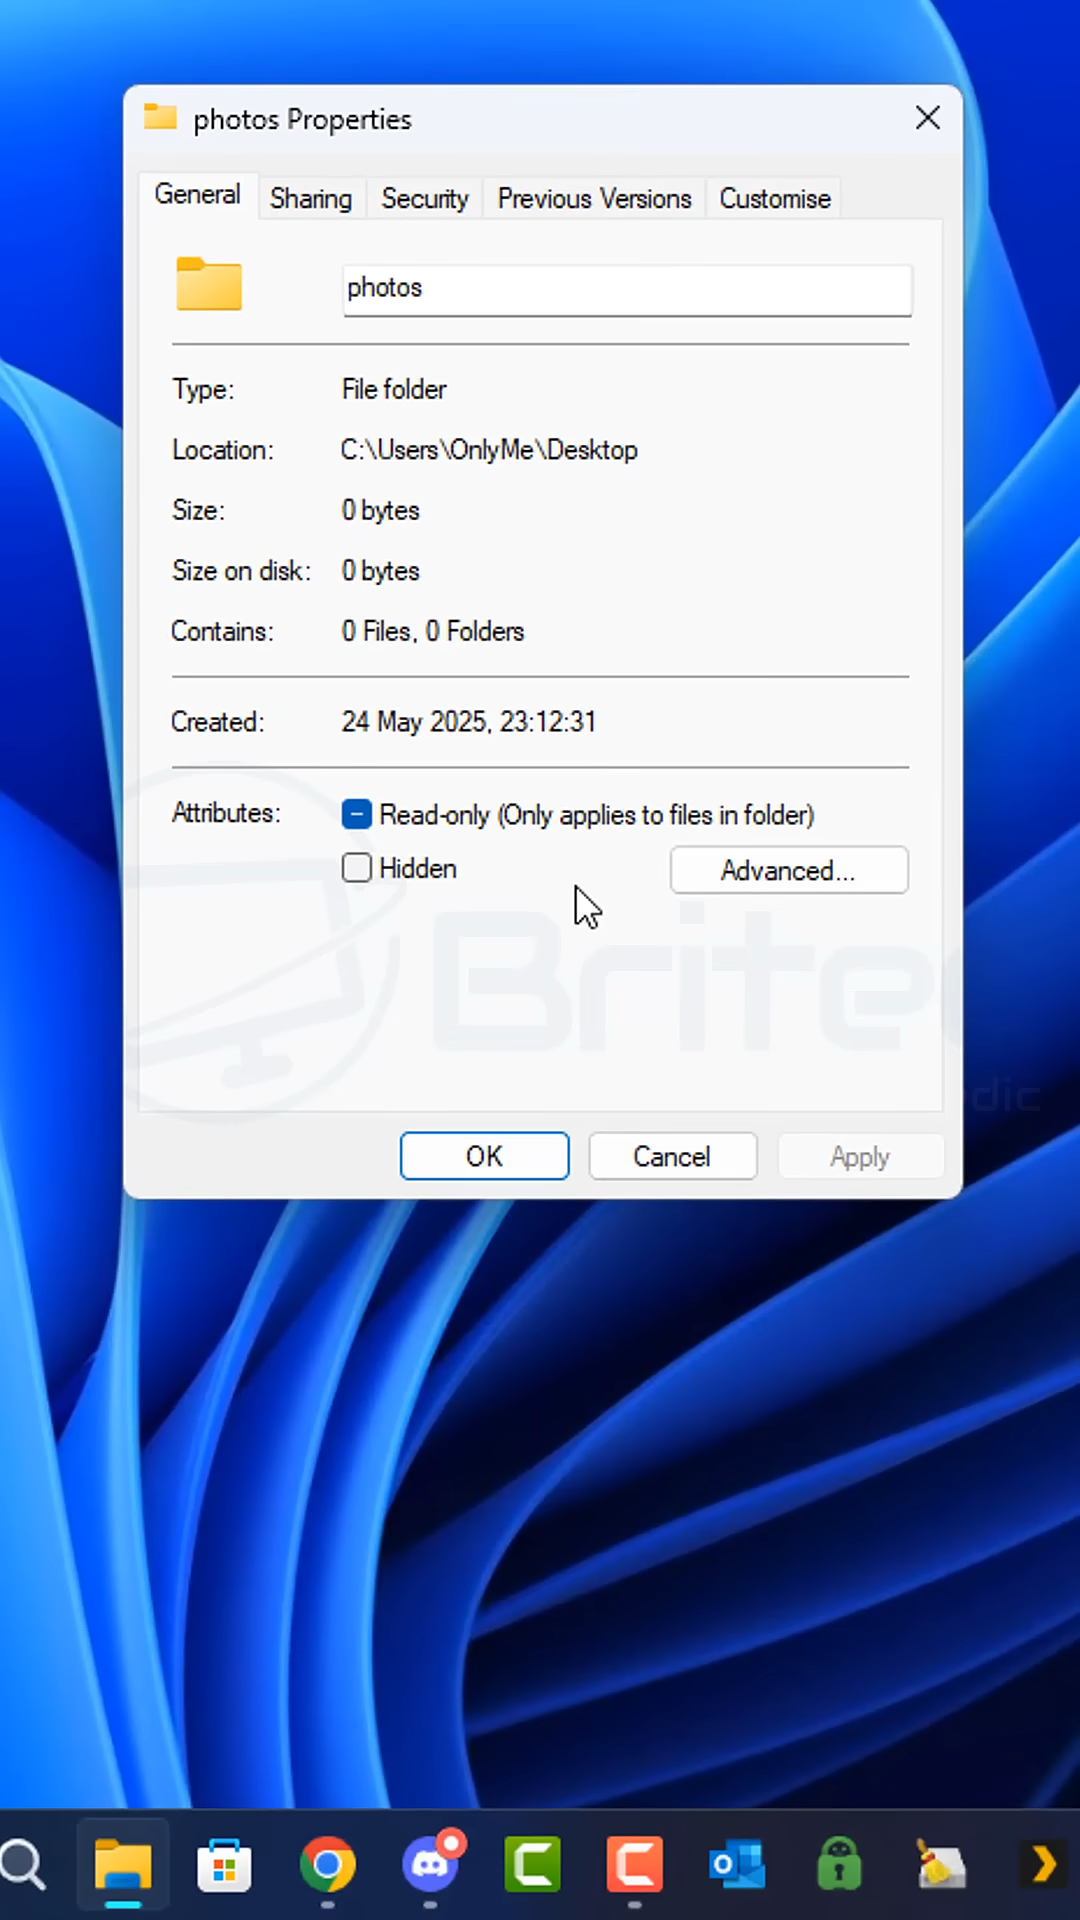 photos Properties
General
Sharing
Security
Previous Versions
Customise
photos
Type: File folder
Location: C:\Users\OnlyMe\Desktop
Size: 0 bytes
Size on disk: 0 bytes
Contains: 0 Files, 0 Folders
Created: 24 May 2025, 23:12:31
Attributes: Read-only (Only applies to files in folder)
Hidden
Advanced...
Brite
dic
OK
Cancel
Apply